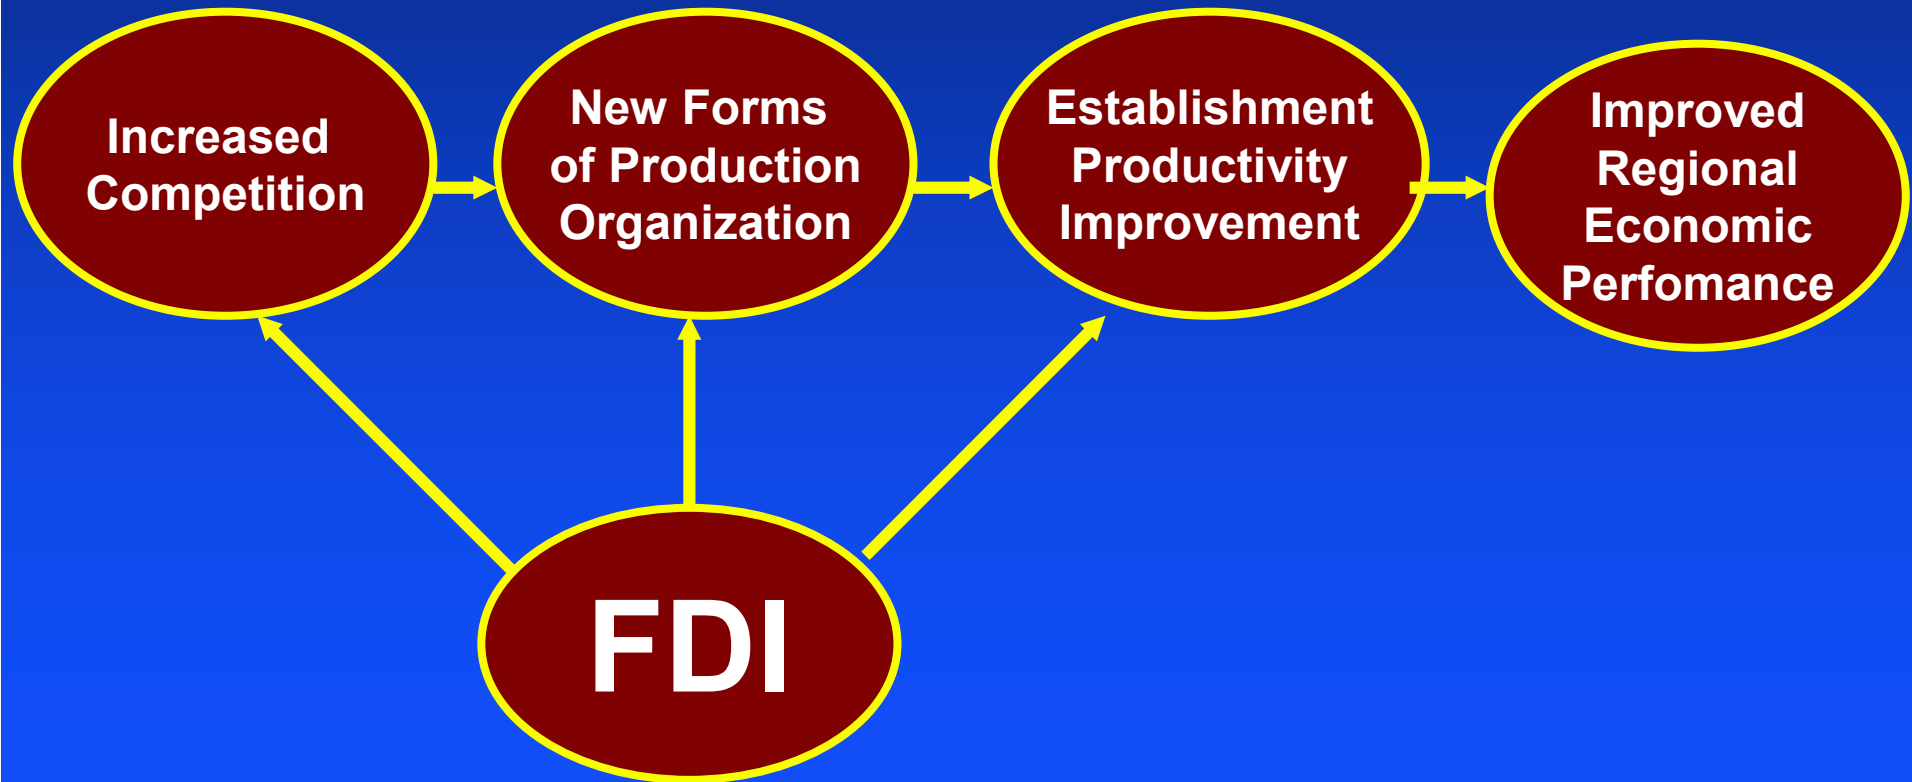 Increased
Competition
New Forms
of Production
Organization
Establishment
Productivity
Improvement
Improved
Regional
Economic
Perfomance
FDI